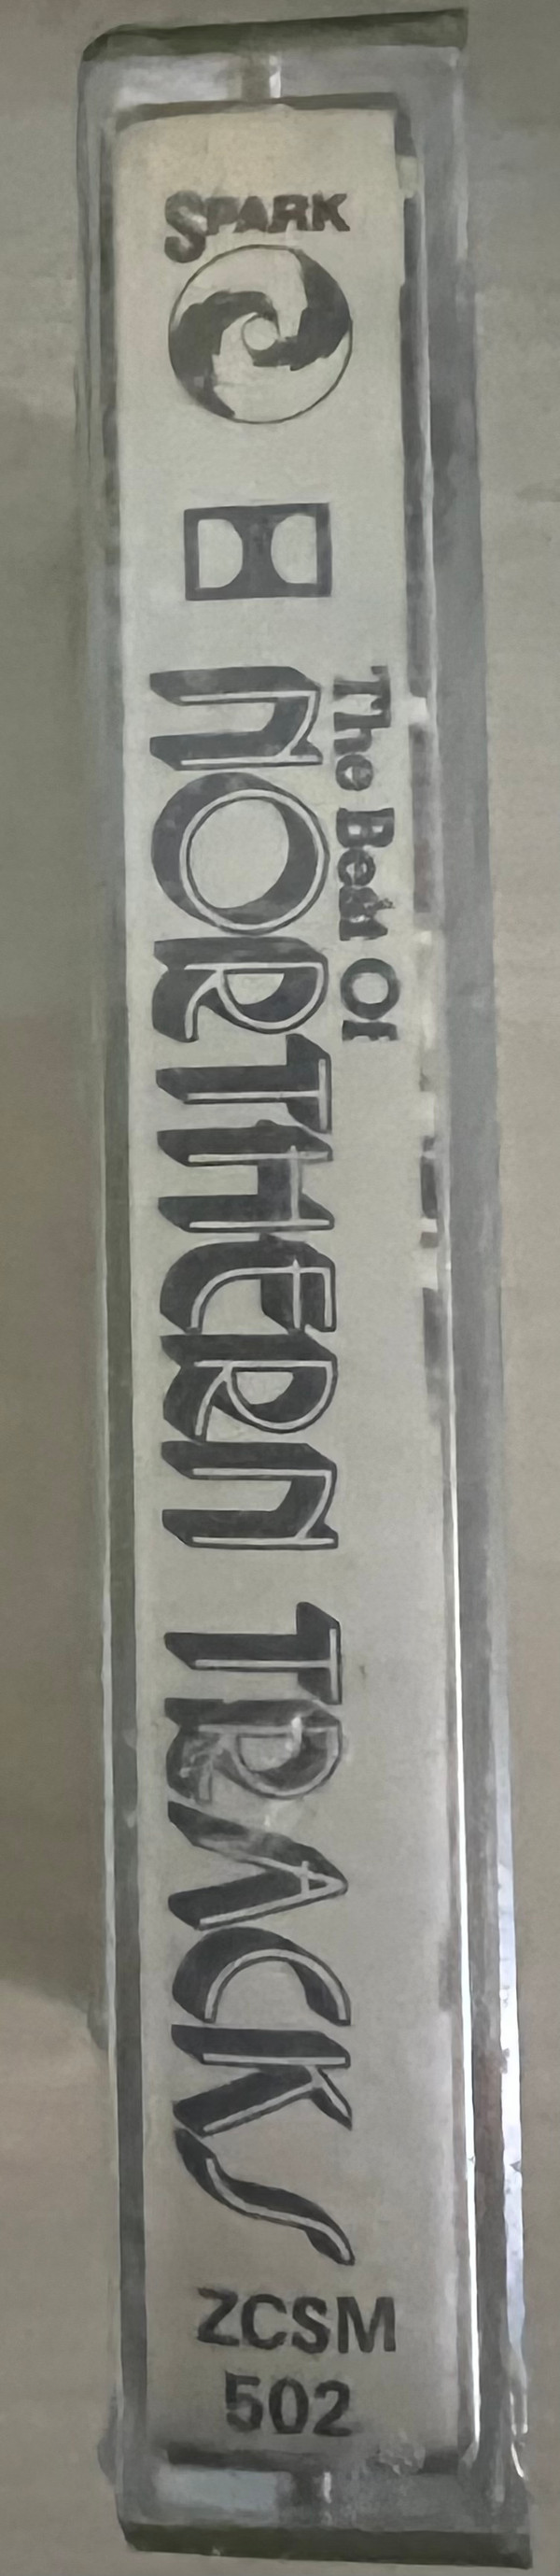 SPARK
The Best Of
NORTHERN TRACKS
ZCSM
502